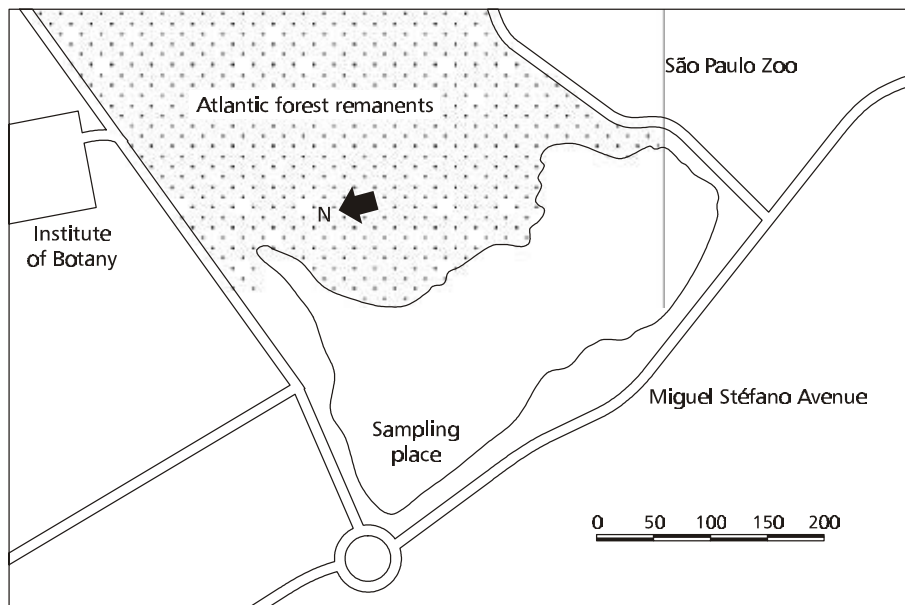 São Paulo Zoo
Atlantic forest remanents
N
Institute
of Botany
Miguel Stéfano Avenue
Sampling
place
0 50 100 150 200